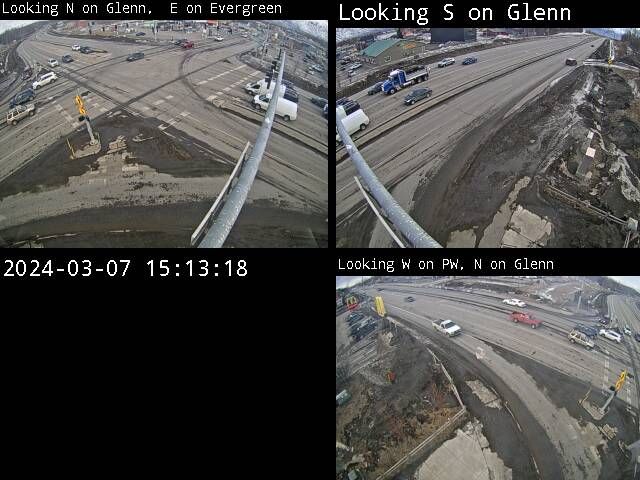 Looking N on Glenn,  E on Evergreen
Looking S on Glenn
2024-03-07 15:13:18
Looking W on PW, N on Glenn